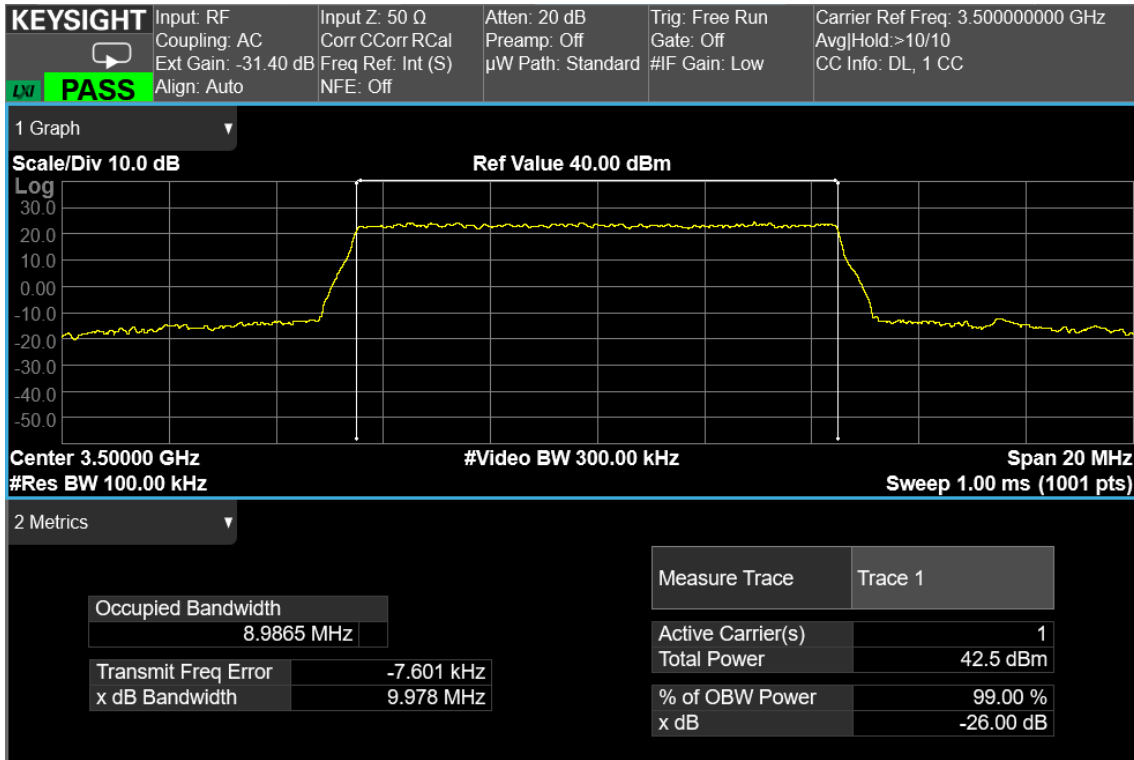 KEYSIGHT
LXI PASS
Input: RF
Coupling: AC
Ext Gain: -31.40 dB
Align: Auto
Input Z: 50 Ω
Corr CCorr RCal
Freq Ref: Int (S)
NFE: Off
Atten: 20 dB
Preamp: Off
µW Path: Standard
Trig: Free Run
Gate: Off
#IF Gain: Low
Carrier Ref Freq: 3.500000000 GHz
Avg|Hold:>10/10
CC Info: DL, 1 CC
1 Graph
Scale/Div 10.0 dB
Ref Value 40.00 dBm
Log
30.0
20.0
10.0
0.00
-10.0
-20.0
-30.0
-40.0
-50.0
Center 3.50000 GHz
#Video BW 300.00 kHz
Span 20 MHz
#Res BW 100.00 kHz
Sweep 1.00 ms (1001 pts)
2 Metrics
Occupied Bandwidth
8.9865 MHz
Transmit Freq Error -7.601 kHz
x dB Bandwidth 9.978 MHz
Measure Trace Trace 1
Active Carrier(s) 1
Total Power 42.5 dBm
% of OBW Power 99.00 %
x dB -26.00 dB